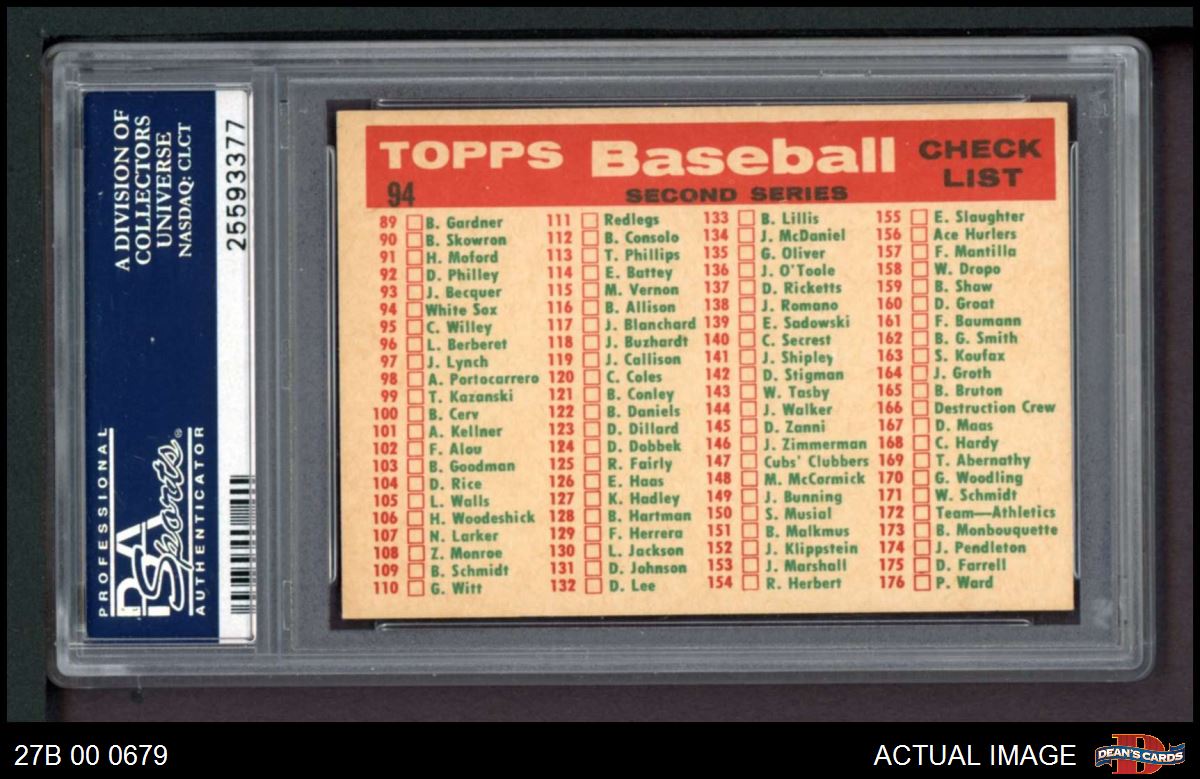 A DIVISION OF
COLLECTORS
UNIVERSE
NASDAQ: CLCT
25593377
PROFESSIONAL
PSA
Sports®
AUTHENTICATOR
TOPPS Baseball CHECK LIST
94 SECOND SERIES
89 B. Gardner
90 B. Skowron
91 H. Moford
92 D. Philley
93 J. Becquer
94 White Sox
95 C. Willey
96 L. Berberet
97 J. Lynch
98 A. Portocarrero
99 T. Kazanski
100 B. Cerv
101 A. Kellner
102 F. Alou
103 B. Goodman
104 D. Rice
105 L. Walls
106 H. Woodeshick
107 N. Larker
108 Z. Monroe
109 B. Schmidt
110 G. Witt
111 Redlegs
112 B. Consolo
113 T. Phillips
114 E. Battey
115 M. Vernon
116 B. Allison
117 J. Blanchard
118 J. Buzhardt
119 J. Callison
120 C. Coles
121 B. Conley
122 B. Daniels
123 D. Dillard
124 D. Dobbek
125 R. Fairly
126 E. Haas
127 K. Hadley
128 B. Hartman
129 F. Herrera
130 L. Jackson
131 D. Johnson
132 D. Lee
133 B. Lillis
134 J. McDaniel
135 G. Oliver
136 J. O'Toole
137 D. Ricketts
138 J. Romano
139 E. Sadowski
140 C. Secrest
141 J. Shipley
142 D. Stigman
143 W. Tasby
144 J. Walker
145 D. Zanni
146 J. Zimmerman
147 Cubs' Clubbers
148 M. McCormick
149 J. Bunning
150 S. Musial
151 B. Malkmus
152 J. Klippstein
153 J. Marshall
154 R. Herbert
155 E. Slaughter
156 Ace Hurlers
157 F. Mantilla
158 W. Dropo
159 B. Shaw
160 D. Groat
161 F. Baumann
162 B. G. Smith
163 S. Koufax
164 J. Groth
165 B. Bruton
166 Destruction Crew
167 D. Maas
168 C. Hardy
169 T. Abernathy
170 G. Woodling
171 W. Schmidt
172 Team—Athletics
173 B. Monbouquette
174 J. Pendleton
175 D. Farrell
176 P. Ward
27B 00 0679
ACTUAL IMAGE
DEAN'S CARDS